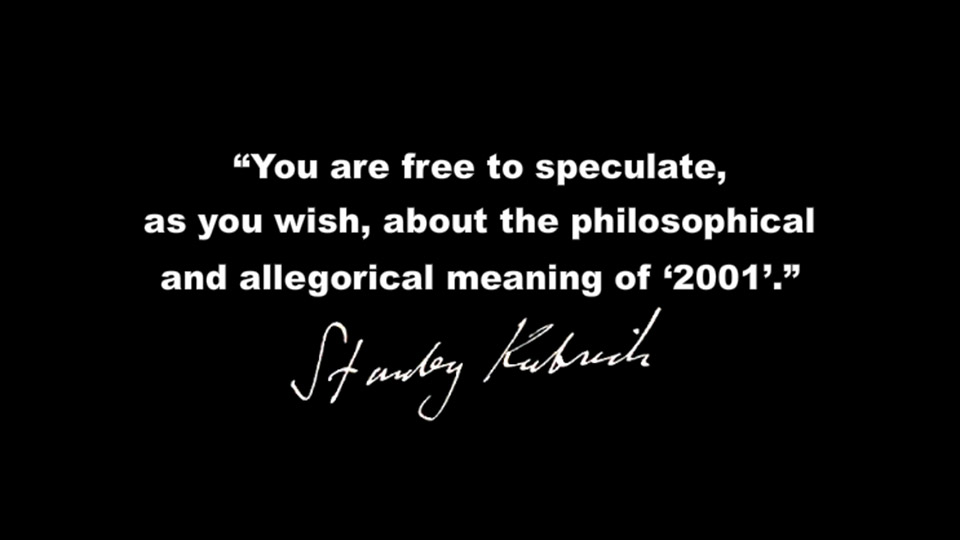 “You are free to speculate,
as you wish, about the philosophical
and allegorical meaning of ‘2001’.”
Stanley Kubrick